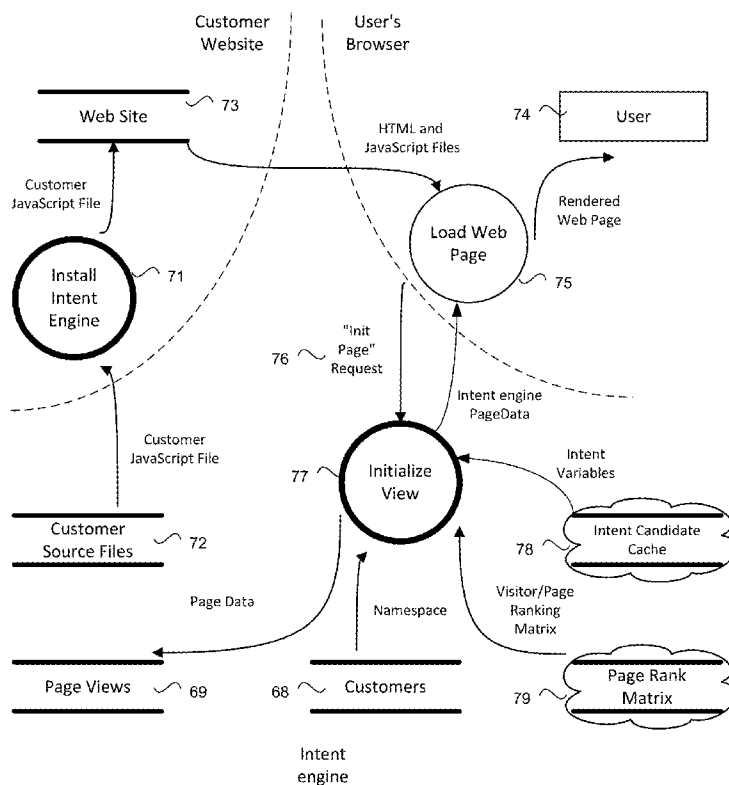 Customer
Website
User's
Browser
73
Web Site
74
User
HTML and
JavaScript Files
Customer
JavaScript File
Rendered
Web Page
Load Web
Page
Install
Intent
Engine
71
75
"Init
Page"
Request
76
Intent engine
PageData
Customer
JavaScript File
Intent
Variables
77
Initialize
View
Customer
Source Files
72
78
Intent Candidate
Cache
Page Data
Namespace
Visitor/Page
Ranking
Matrix
Page Views
69
68
Customers
79
Page Rank
Matrix
Intent
engine